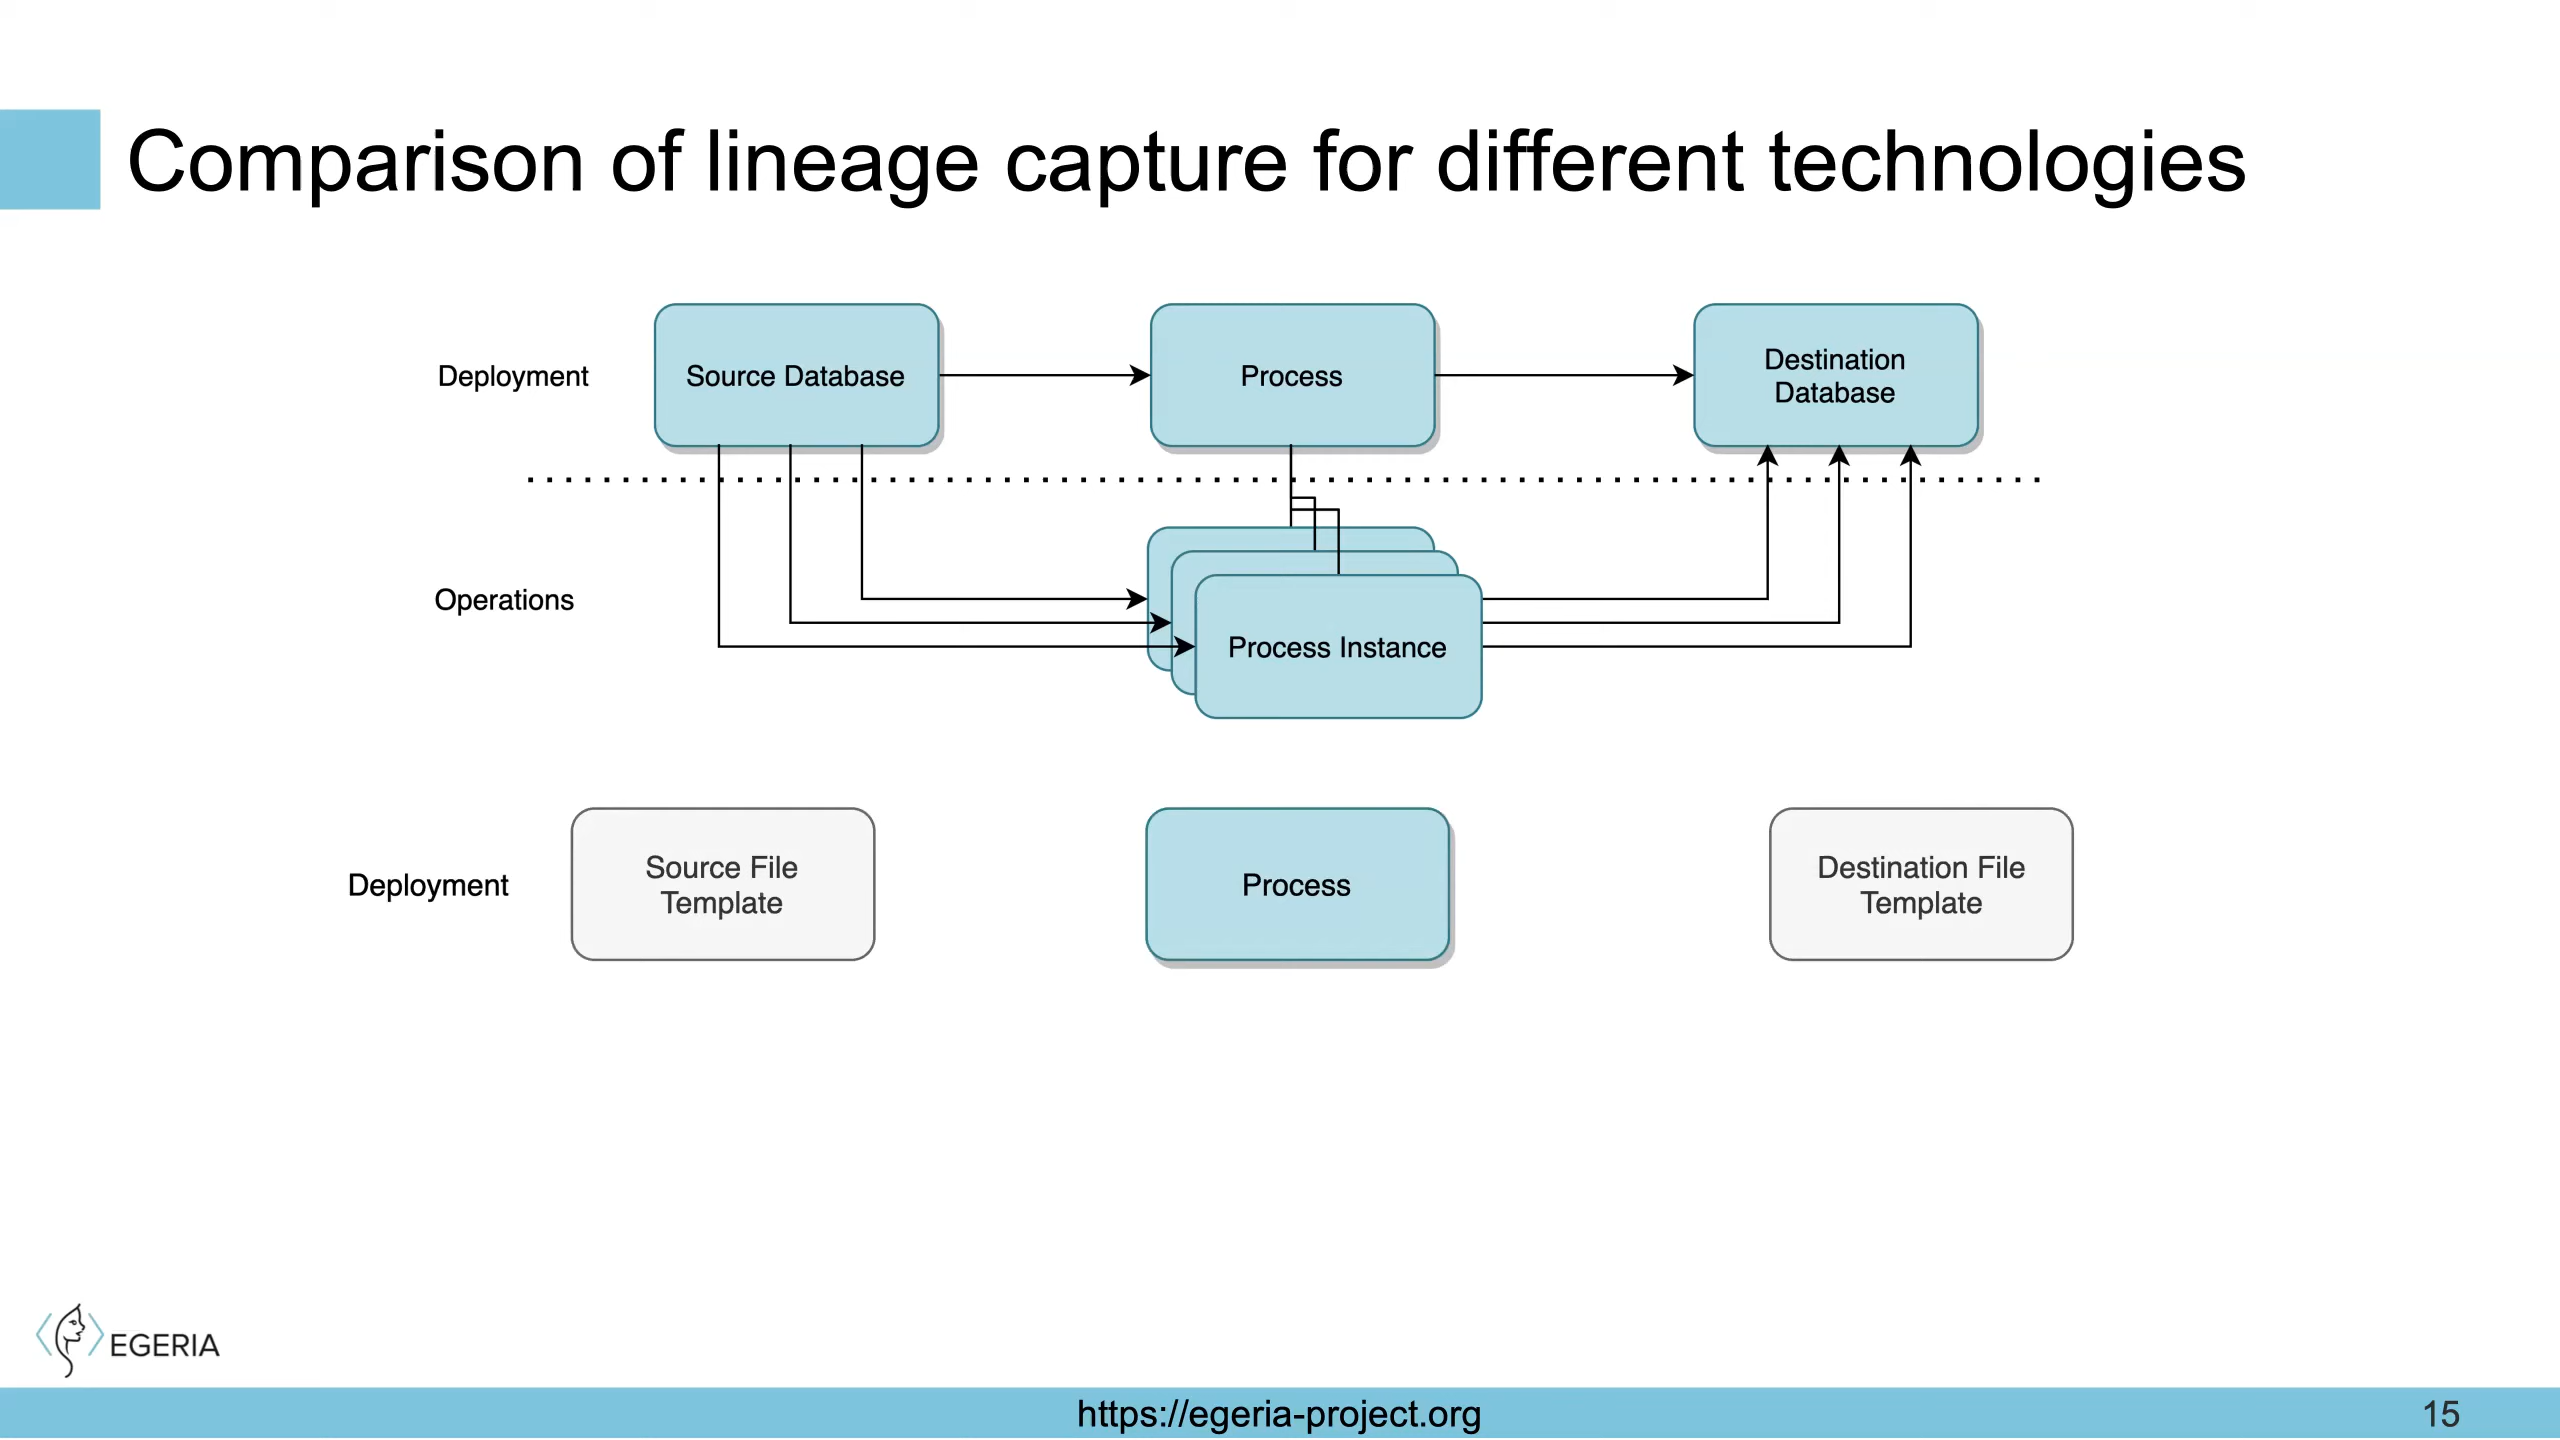 Comparison of lineage capture for different technologies
Deployment
Source Database
Process
Destination
Database
Operations
Process Instance
Deployment
Source File
Template
Process
Destination File
Template
EGERIA
https://egeria-project.org
15